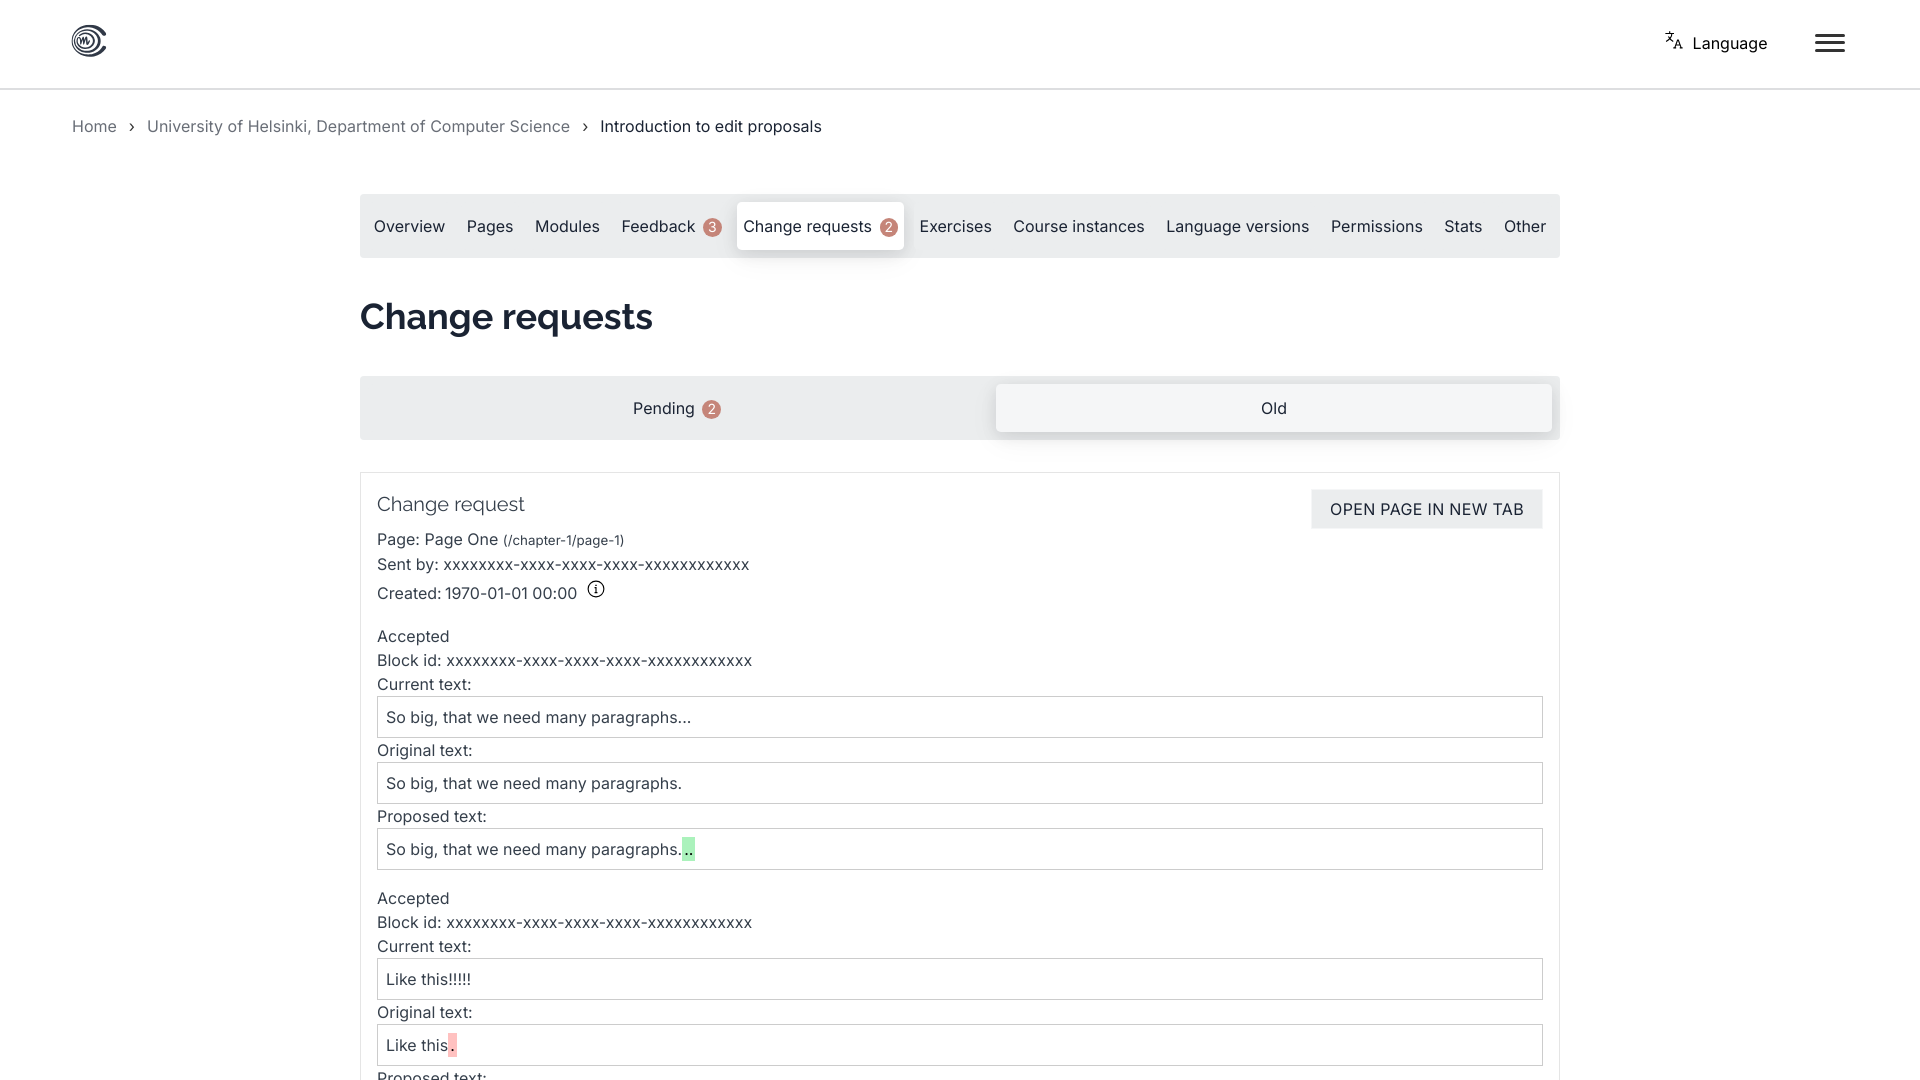 Language
Home › University of Helsinki, Department of Computer Science › Introduction to edit proposals
Overview Pages Modules Feedback 3 Change requests 2 Exercises Course instances Language versions Permissions Stats Other
Change requests
Pending 2 Old
Change request
OPEN PAGE IN NEW TAB
Page: Page One (/chapter-1/page-1)
Sent by: xxxxxxxx-xxxx-xxxx-xxxx-xxxxxxxxxxxx
Created: 1970-01-01 00:00
Accepted
Block id: xxxxxxxx-xxxx-xxxx-xxxx-xxxxxxxxxxxx
Current text:
So big, that we need many paragraphs...
Original text:
So big, that we need many paragraphs.
Proposed text:
So big, that we need many paragraphs...
Accepted
Block id: xxxxxxxx-xxxx-xxxx-xxxx-xxxxxxxxxxxx
Current text:
Like this!!!!!
Original text:
Like this.
Proposed text: